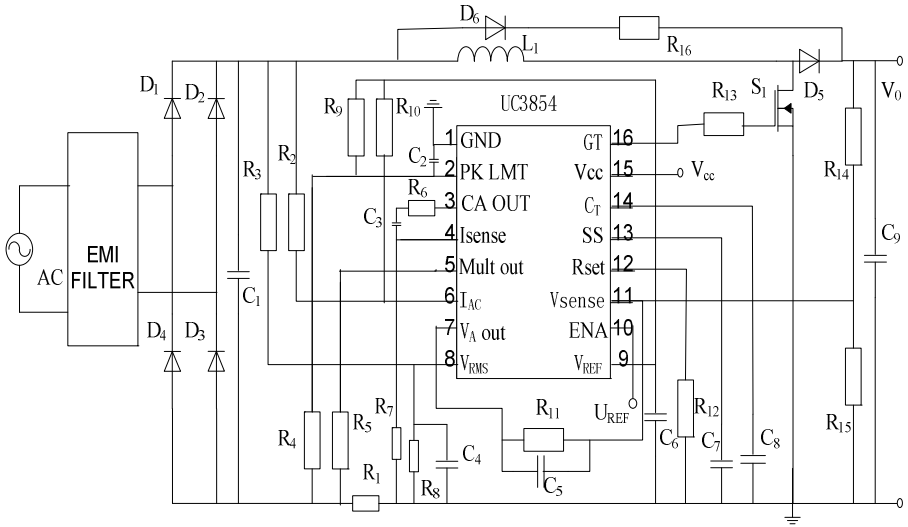 D6
L1
R16
D1
D2
R9
R10
UC3854
R13
S1
D5
V0
1 GND
GT 16
C2
2 PK LMT
Vcc 15
Vcc
R3
R2
R6
3 CA OUT
CT 14
R14
C3
4 Isense
SS 13
C9
AC
EMI
FILTER
C1
5 Mult out
Rset 12
6 IAC
Vsense 11
D4
D3
7 VA out
ENA 10
8 VRMS
VREF 9
R4
R5
R7
R11
UREF
R12
R15
R1
R8
C4
C5
C6
C7
C8